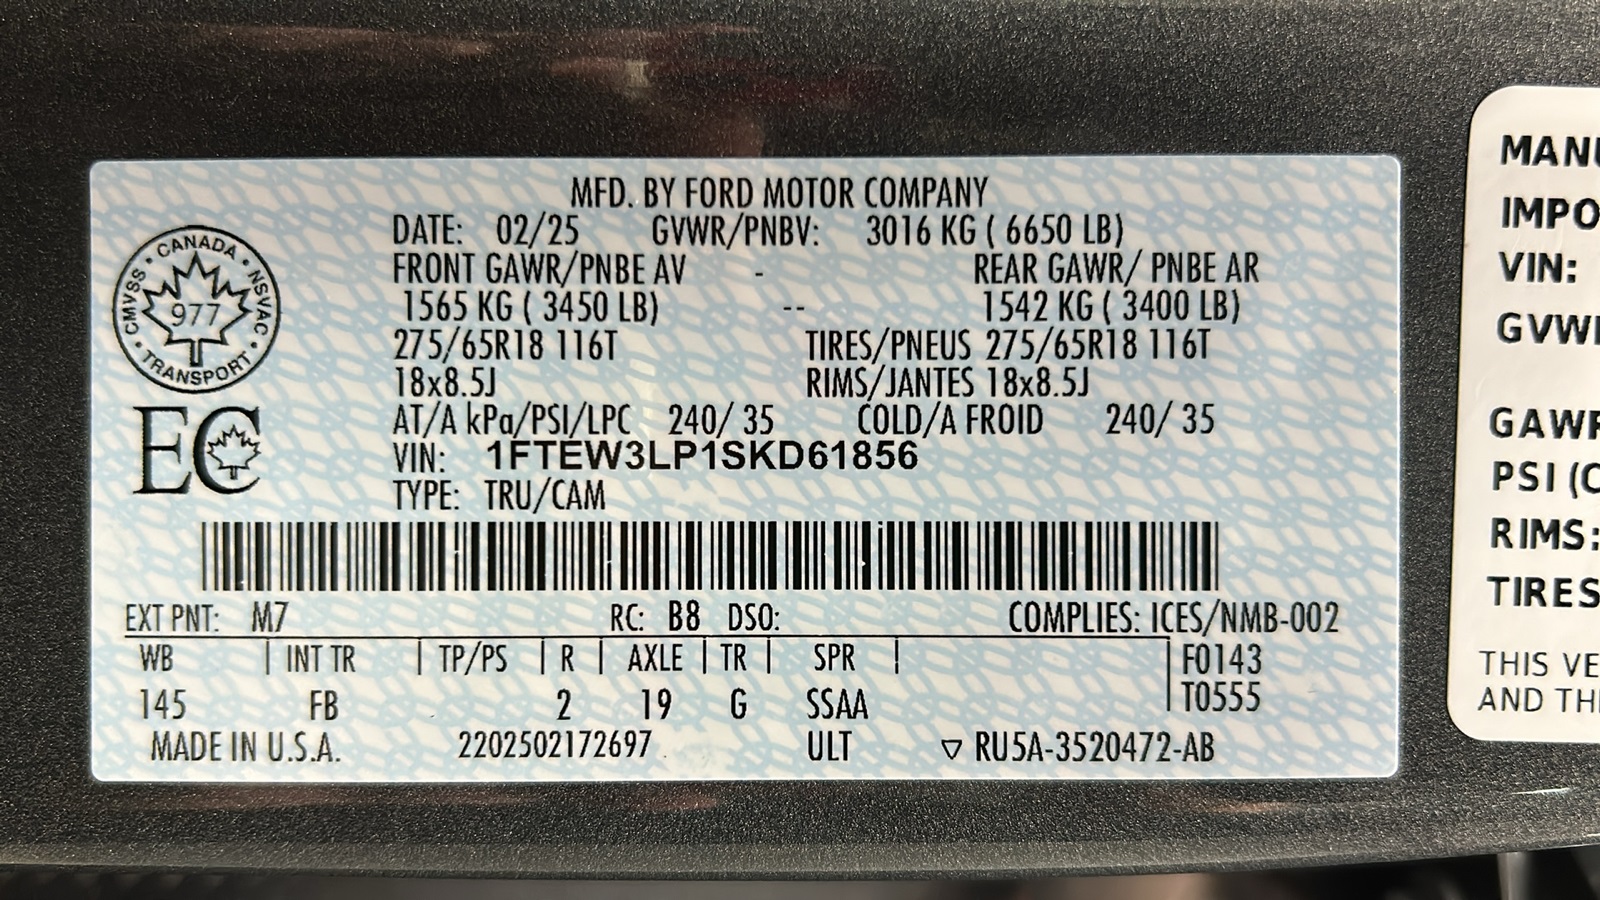 MFD. BY FORD MOTOR COMPANY
DATE: 02/25 GVWR/PNBV: 3016 KG ( 6650 LB)
FRONT GAWR/PNBE AV - REAR GAWR/ PNBE AR
1565 KG ( 3450 LB) -- 1542 KG ( 3400 LB)
275/65R18 116T TIRES/PNEUS 275/65R18 116T
18x8.5J RIMS/JANTES 18x8.5J
AT/A kPa/PSI/LPC 240/ 35 COLD/A FROID 240/ 35
VIN: 1FTEW3LP1SKD61856
TYPE: TRU/CAM
CANADA • NSVAC • TRANSPORT • CMVSS •
977
EC
EXT PNT: M7 RC: B8 DSO: COMPLIES: ICES/NMB-002
WB | INT TR | TP/PS | R | AXLE | TR | SPR | F0143
145 FB 2 19 G SSAA T0555
MADE IN U.S.A. 2202502172697 ULT ▽ RU5A-3520472-AB
MANU
IMPO
VIN:
GVW
GAW
PSI (C
RIMS:
TIRES
THIS VE
AND TH